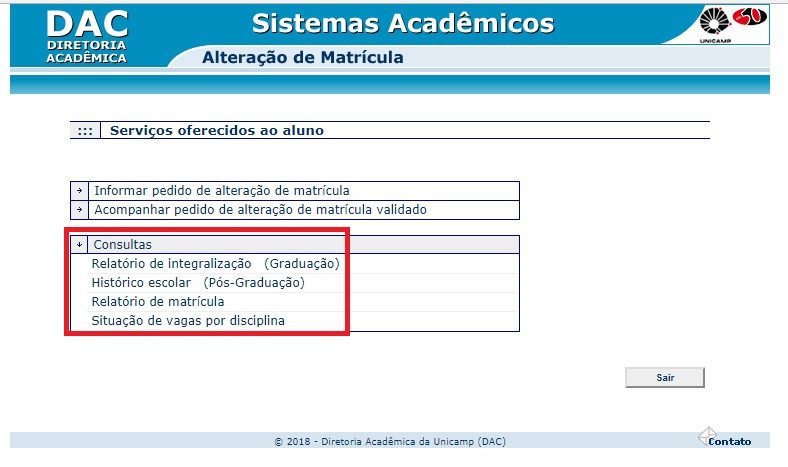 DAC
DIRETORIA
ACADÊMICA
Sistemas Acadêmicos
Alteração de Matrícula
UNICAMP
50
::: Serviços oferecidos ao aluno
Informar pedido de alteração de matrícula
Acompanhar pedido de alteração de matrícula validado
Consultas
Relatório de integralização (Graduação)
Histórico escolar (Pós-Graduação)
Relatório de matrícula
Situação de vagas por disciplina
Sair
© 2018 - Diretoria Acadêmica da Unicamp (DAC)
Contato